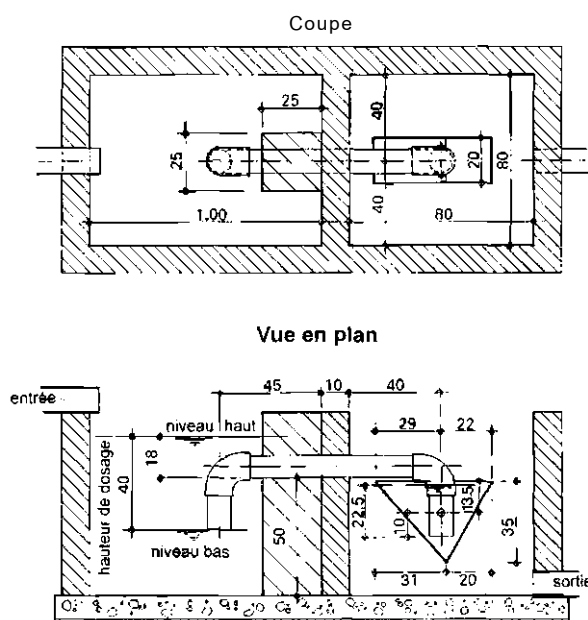 Coupe
25
40
25
20
80
40
1,00
80
Vue en plan
45 10 40
entrée
niveau haut
29 22
18
hauteur de dosage
40
22,5
13,5
10
35
50
niveau bas
31 20
sortie